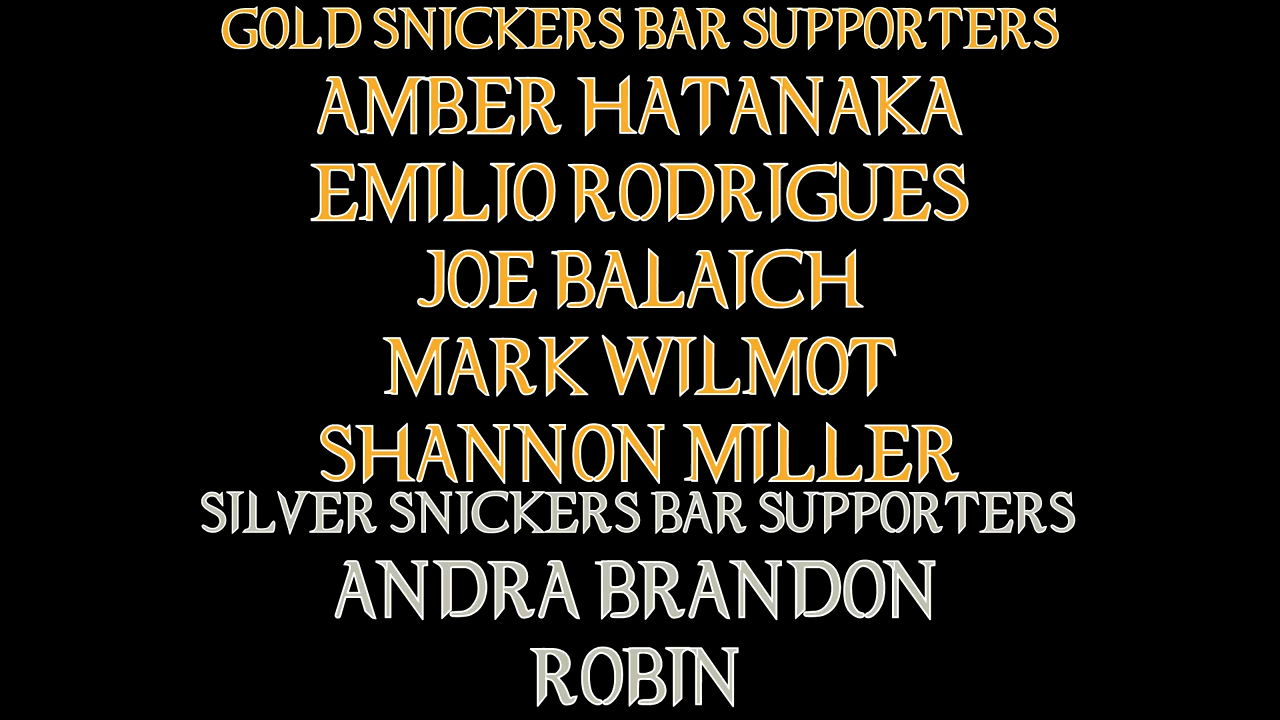 GOLD SNICKERS BAR SUPPORTERS
AMBER HATANAKA
EMILIO RODRIGUES
JOE BALAICH
MARK WILMOT
SHANNON MILLER
SILVER SNICKERS BAR SUPPORTERS
ANDRA BRANDON
ROBIN